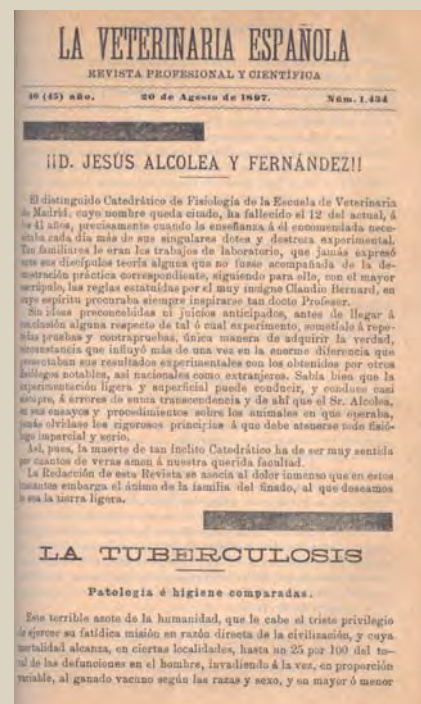 LA VETERINARIA ESPAÑOLA
REVISTA PROFESIONAL Y CIENTÍFICA
40 (45) año. 20 de Agosto de 1897. Núm. 1.434
¡¡D. JESÚS ALCOLEA Y FERNÁNDEZ!!
El distinguido Catedrático de Fisiología de la Escuela de Veterinaria
de Madrid, cuyo nombre queda citado, ha fallecido el 12 del actual, á
los 41 años, precisamente cuando la enseñanza á él encomendada nece-
sitaba cada día más de sus singulares dotes y destreza experimental.
Tan familiares le eran los trabajos de laboratorio, que jamás expresó
á sus discípulos teoría alguna que no fuese acompañada de la de-
mostración práctica correspondiente, siguiendo para ello, con el mayor
escrúpulo, las reglas estatuídas por el muy insigne Claudio Bernard, en
cuyo espíritu procuraba siempre inspirarse tan docto Profesor.
Sin ideas preconcebidas ni juicios anticipados, antes de llegar á
conclusión alguna respecto de tal ó cual experimento, sometíalo á repe-
tidas pruebas y contrapruebas, única manera de adquirir la verdad,
circunstancia que influyó más de una vez en la enorme diferencia que
presentaban sus resultados experimentales con los obtenidos por otros
fisiólogos notables, así nacionales como extranjeros. Sabía bien que la
experimentación ligera y superficial puede conducir, y conduce casi
siempre, á errores de suma transcendencia y de ahí que el Sr. Alcolea,
en sus ensayos y procedimientos sobre los animales en que operaba,
jamás olvidase los rigorosos principios á que debe atenerse todo fisió-
logo imparcial y serio.
Así, pues, la muerte de tan ínclito Catedrático ha de ser muy sentida
por cuantos de veras amen á nuestra querida facultad.
La Redacción de esta Revista se asocia al dolor inmenso que en estos
instantes embarga el ánimo de la familia del finado, al que deseamos
le sea la tierra ligera.
LA TUBERCULOSIS
Patología é higiene comparadas.
Este terrible azote de la humanidad, que le cabe el triste privilegio
de ejercer su fatídica misión en razón directa de la civilización, y cuya
mortalidad alcanza, en ciertas localidades, hasta un 25 por 100 del to-
tal de las defunciones en el hombre, invadiendo á la vez, en proporción
variable, al ganado vacuno según las razas y sexo, y en mayor ó menor